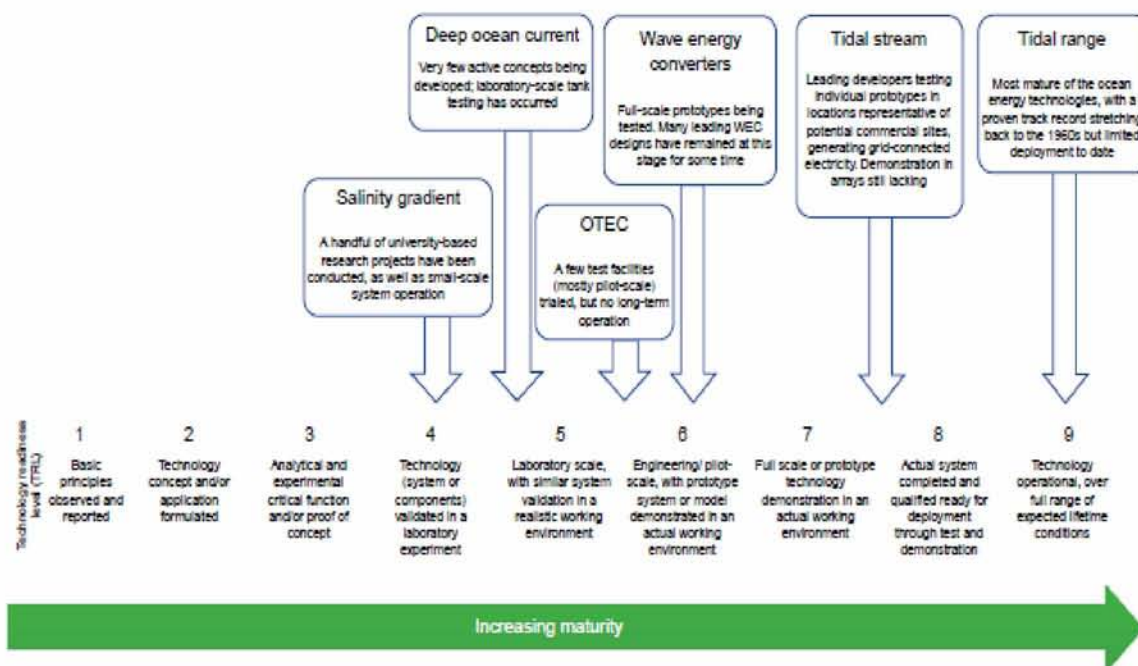 Deep ocean current
Very few active concepts being
developed; laboratory-scale tank
testing has occurred
Wave energy
converters
Full-scale prototypes being
tested. Many leading WEC
designs have remained at this
stage for some time
Tidal stream
Leading developers testing
individual prototypes in
locations representative of
potential commercial sites,
generating grid-connected
electricity. Demonstration in
arrays still lacking
Tidal range
Most mature of the ocean
energy technologies, with a
proven track record stretching
back to the 1960s but limited
deployment to date
Salinity gradient
A handful of university-based
research projects have been
conducted, as well as small-scale
system operation
OTEC
A few test facilities
(mostly pilot-scale)
trialed, but no long-term
operation
Technology readiness
level (TRL)
1
Basic
principles
observed and
reported
2
Technology
concept and/or
application
formulated
3
Analytical and
experimental
critical function
and/or proof of
concept
4
Technology
(system or
components)
validated in a
laboratory
experiment
5
Laboratory scale,
with similar system
validation in a
realistic working
environment
6
Engineering/ pilot-
scale, with prototype
system or model
demonstrated in an
actual working
environment
7
Full scale or prototype
technology
demonstration in an
actual working
environment
8
Actual system
completed and
qualified ready for
deployment
through test and
demonstration
9
Technology
operational, over
full range of
expected lifetime
conditions
Increasing maturity